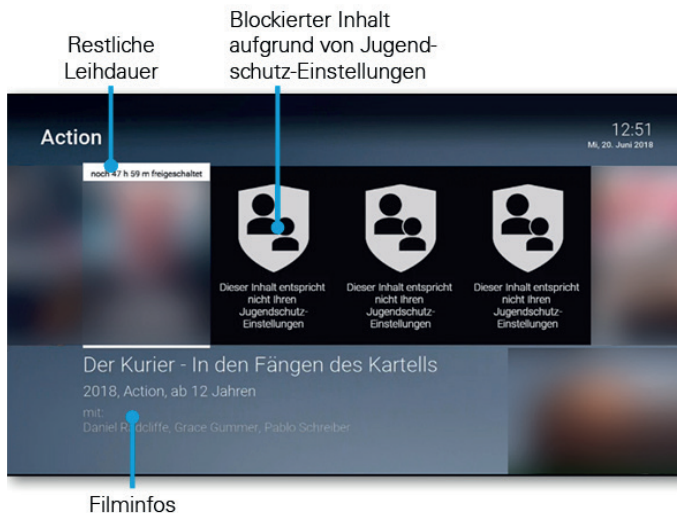 Blockierter Inhalt
aufgrund von Jugend-
schutz-Einstellungen
Restliche
Leihdauer
Action
12:51
Mi, 20. Juni 2018
noch 47 h 59 m freigeschaltet
Dieser Inhalt entspricht
nicht Ihren
Jugendschutz-
Einstellungen
Dieser Inhalt entspricht
nicht Ihren
Jugendschutz-
Einstellungen
Dieser Inhalt entspricht
nicht Ihren
Jugendschutz-
Einstellungen
Der Kurier - In den Fängen des Kartells
2018, Action, ab 12 Jahren
mit:
Daniel Radcliffe, Grace Gummer, Pablo Schreiber
Filminfos